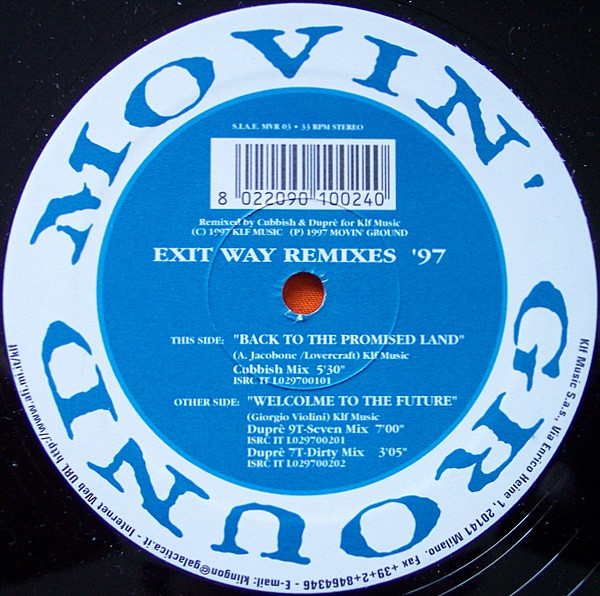 MOVIN' GROUND
S.I.A.E. MVR 03 • 33 RPM STEREO
8 022090 100240
Remixed by Cubbish & Duprè for Klf Music
(C) 1997 KLF MUSIC (P) 1997 MOVIN' GROUND
EXIT WAY REMIXES '97
THIS SIDE: "BACK TO THE PROMISED LAND"
(A. Jacobone /Lovercraft) Klf Music
Cubbish Mix 5'30"
ISRC IT L029700101
OTHER SIDE: "WELCOLME TO THE FUTURE"
(Giorgio Violini) Klf Music
Duprè 9T-Seven Mix 7'00"
ISRC IT L029700201
Duprè 7T-Dirty Mix 3'05"
ISRC IT L029700202
Klf Music S.a.s., Via Enrico Heine 1, 20141 Milano. Fax +39+2+8464346 - E-mail: klingon@galactica.it - Internet Web URL http://www.alt.mi.it/klf